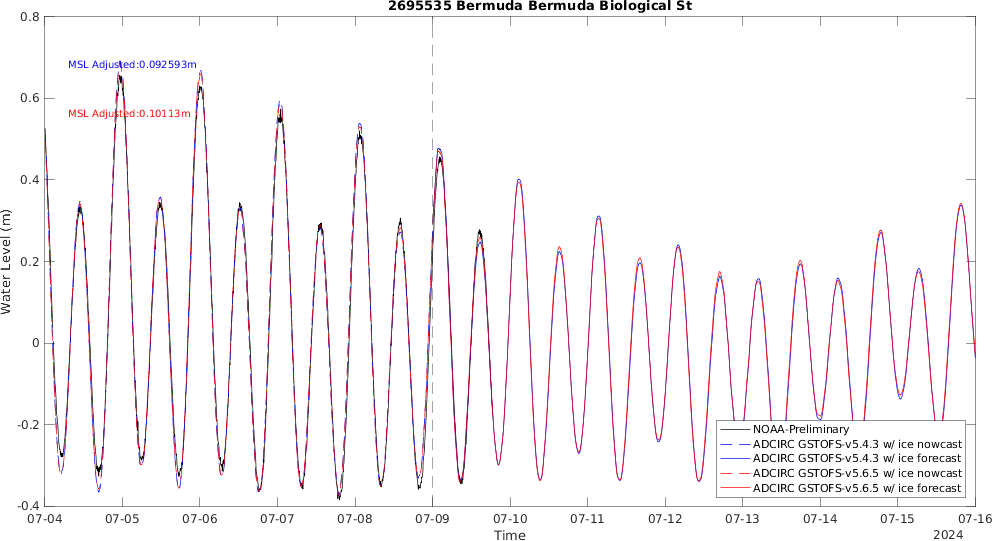 2695535 Bermuda Bermuda Biological St
0.8
0.6
0.4
0.2
0
-0.2
-0.4
Water Level (m)
MSL Adjusted:0.092593m
MSL Adjusted:0.10113m
NOAA-Preliminary
ADCIRC GSTOFS-v5.4.3 w/ ice nowcast
ADCIRC GSTOFS-v5.4.3 w/ ice forecast
ADCIRC GSTOFS-v5.6.5 w/ ice nowcast
ADCIRC GSTOFS-v5.6.5 w/ ice forecast
07-04 07-05 07-06 07-07 07-08 07-09 07-10 07-11 07-12 07-13 07-14 07-15 07-16
Time
2024